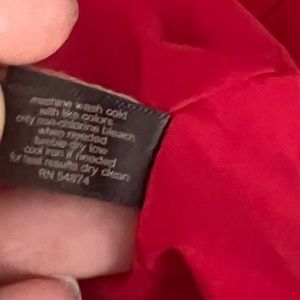 machine wash cold
with like colors
only non-chlorine bleach
when needed
tumble dry low
cool iron if needed
for best results dry clean
RN 54874